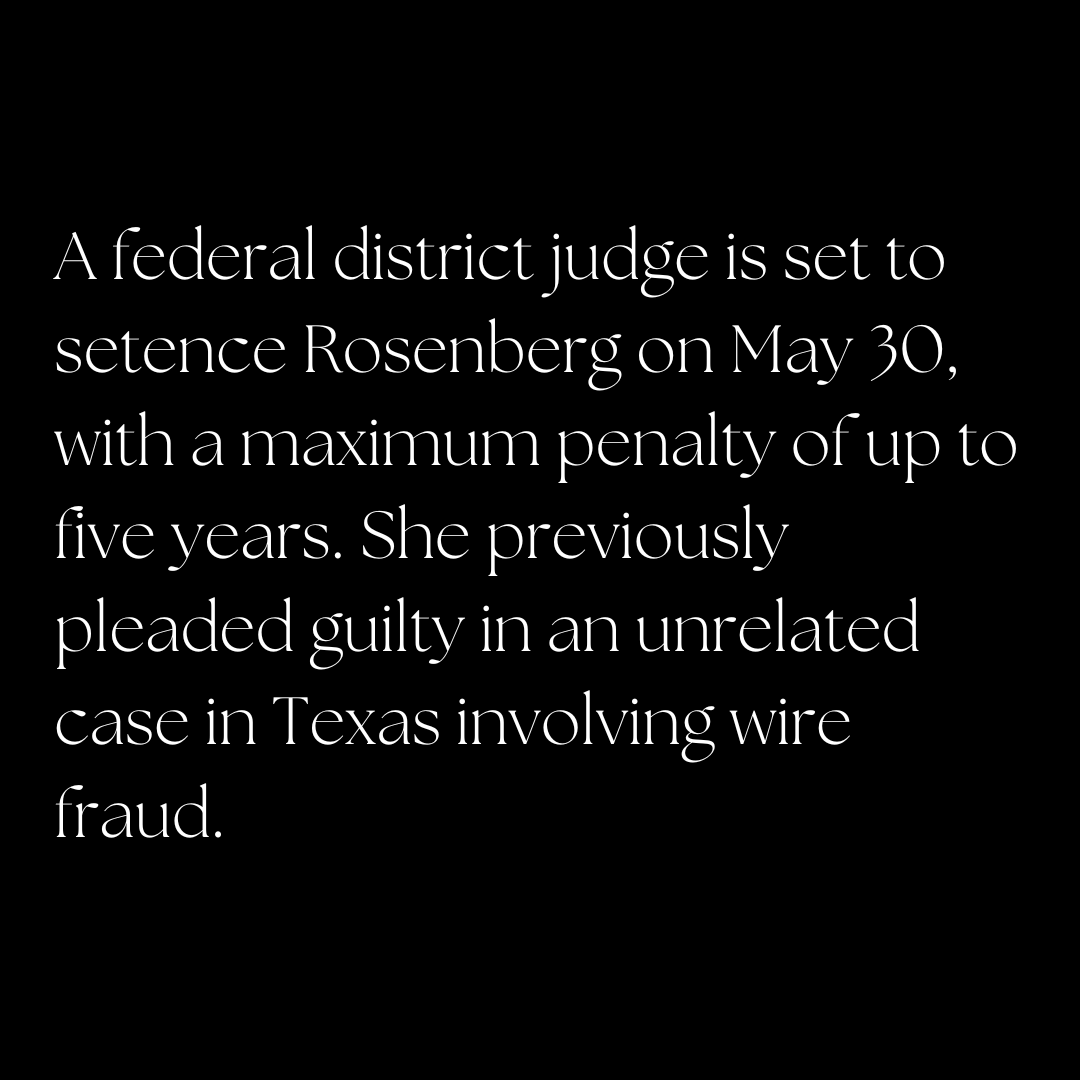 A federal district judge is set to
setence Rosenberg on May 30,
with a maximum penalty of up to
five years. She previously
pleaded guilty in an unrelated
case in Texas involving wire
fraud.